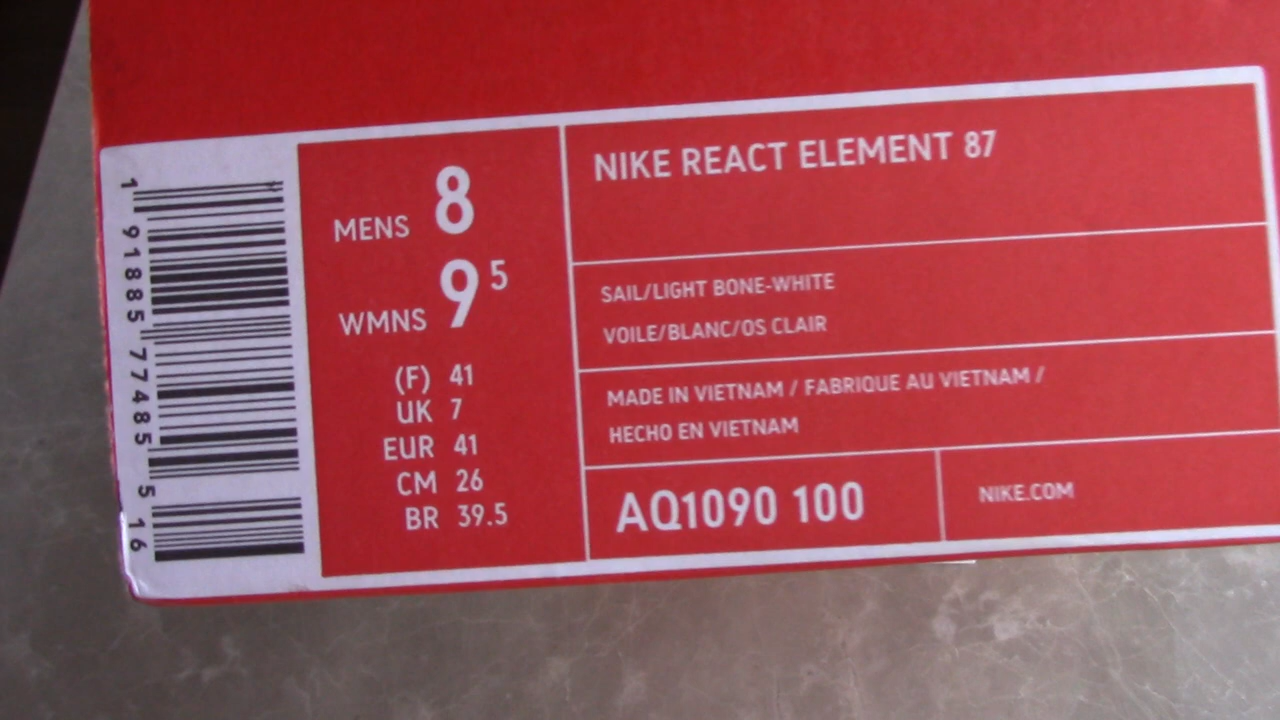 1 91885 77485 5 16
MENS 8
WMNS 9 5
(F) 41
UK 7
EUR 41
CM 26
BR 39.5
NIKE REACT ELEMENT 87
SAIL/LIGHT BONE-WHITE
VOILE/BLANC/OS CLAIR
MADE IN VIETNAM / FABRIQUE AU VIETNAM /
HECHO EN VIETNAM
AQ1090 100
NIKE.COM